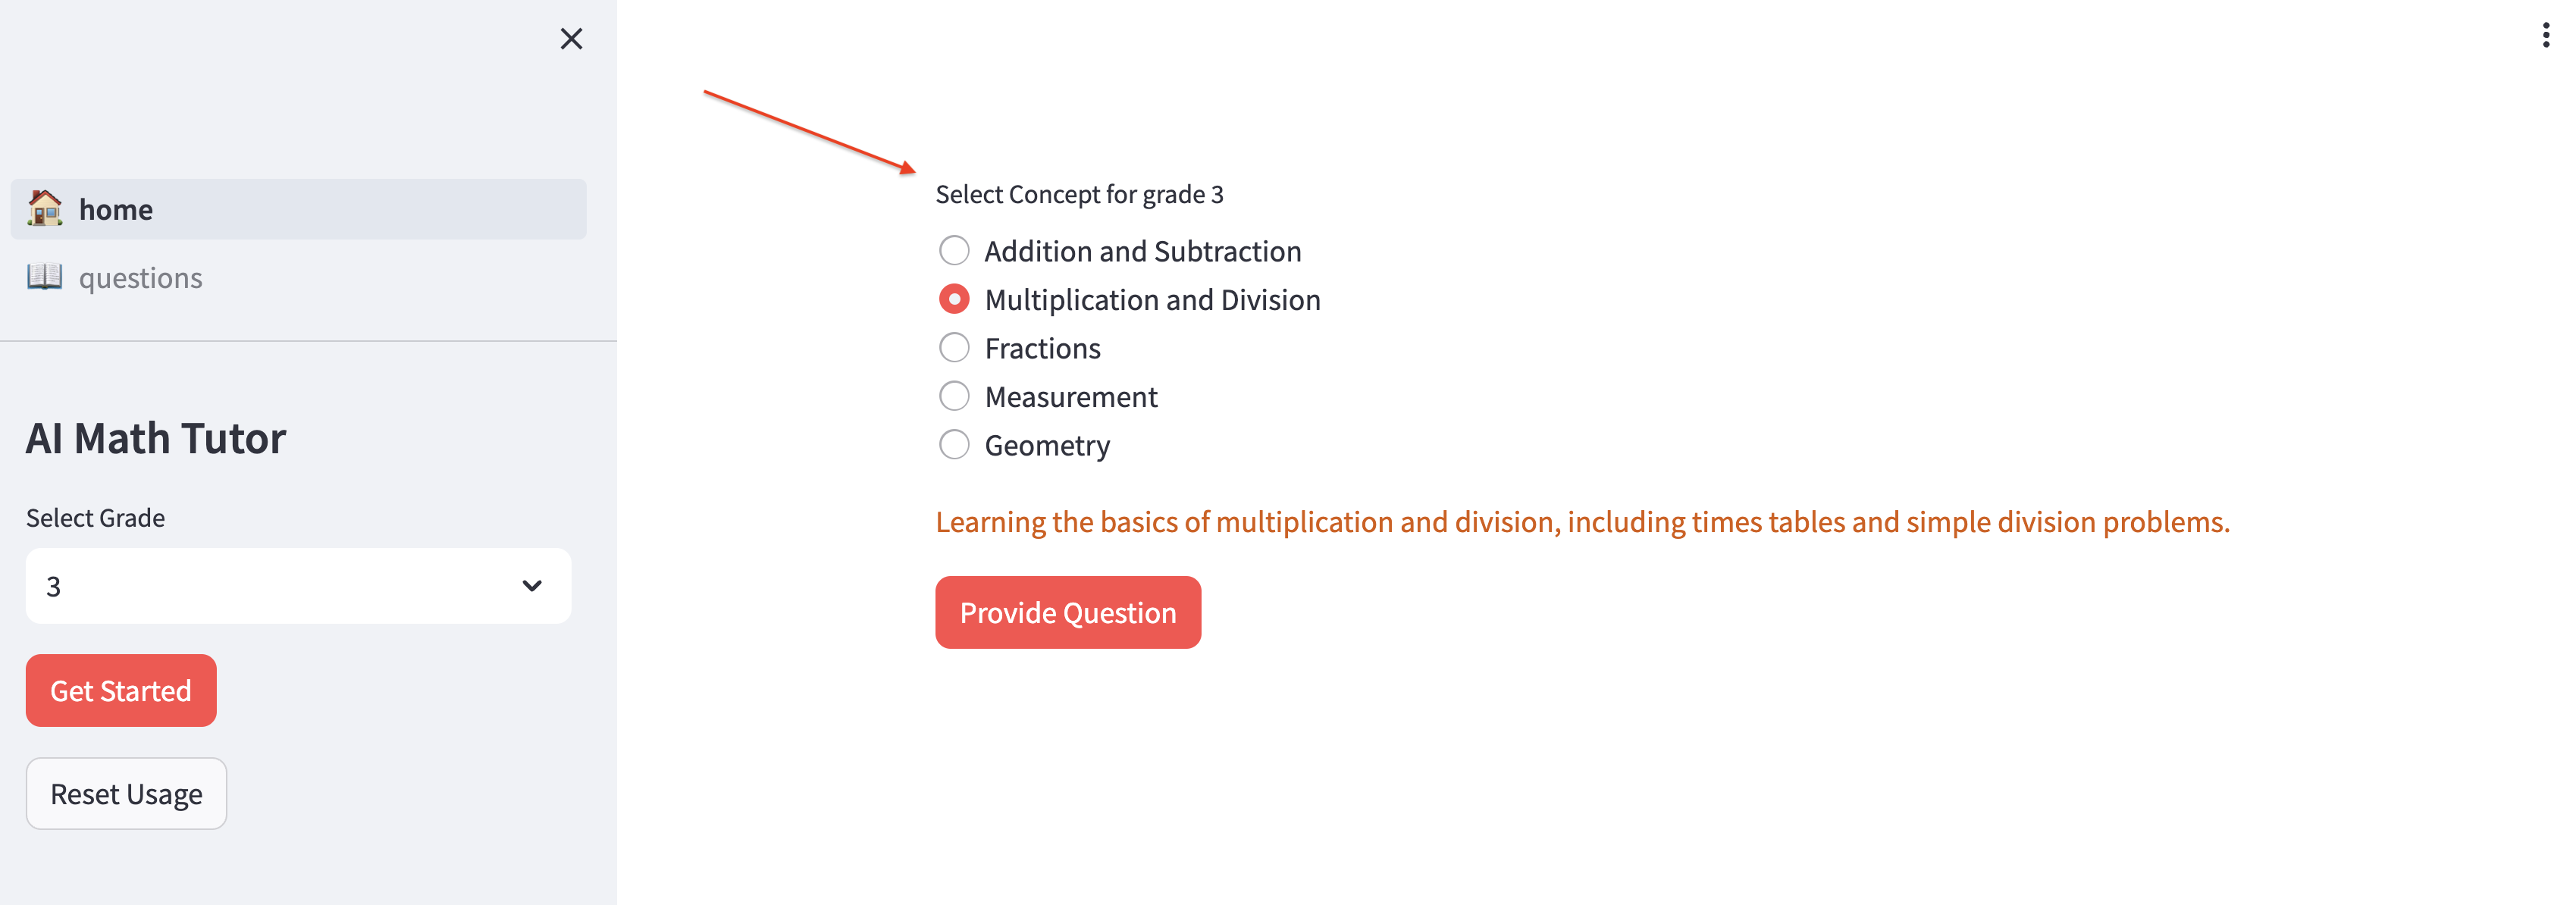 home
questions
AI Math Tutor
Select Grade
3
Get Started
Reset Usage
Select Concept for grade 3
Addition and Subtraction
Multiplication and Division
Fractions
Measurement
Geometry
Learning the basics of multiplication and division, including times tables and simple division problems.
Provide Question